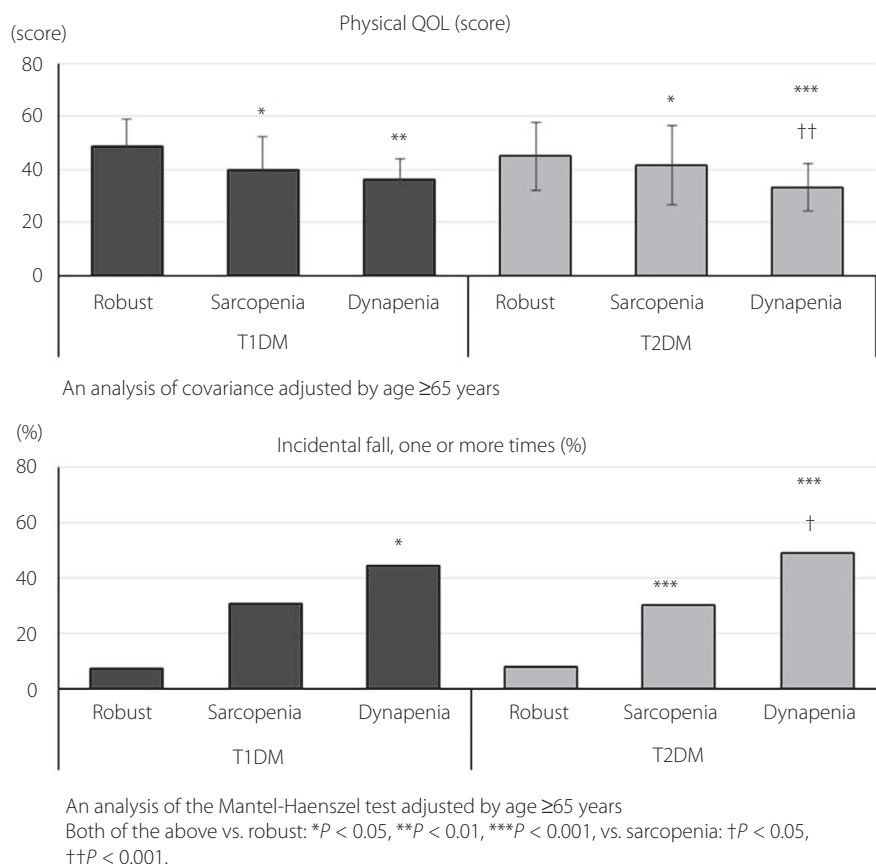 Physical QOL (score)
(score)
80
60
40
20
0
* ** * *** ††
Robust Sarcopenia Dynapenia Robust Sarcopenia Dynapenia
T1DM T2DM
An analysis of covariance adjusted by age ≥65 years
(%)
Incidental fall, one or more times (%)
80
60
40
20
0
* *** *** †
Robust Sarcopenia Dynapenia Robust Sarcopenia Dynapenia
T1DM T2DM
An analysis of the Mantel-Haenszel test adjusted by age ≥65 years
Both of the above vs. robust: *P < 0.05, **P < 0.01, ***P < 0.001, vs. sarcopenia: †P < 0.05,
††P < 0.001.